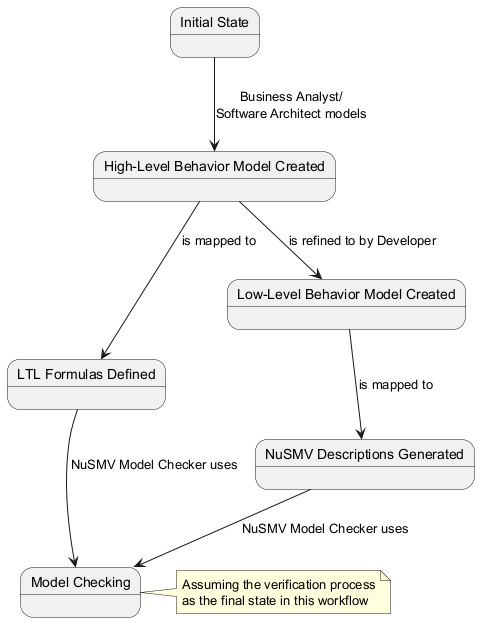 Initial State
Business Analyst/
Software Architect models
High-Level Behavior Model Created
is mapped to
is refined to by Developer
Low-Level Behavior Model Created
LTL Formulas Defined
is mapped to
NuSMV Descriptions Generated
NuSMV Model Checker uses
NuSMV Model Checker uses
Model Checking
Assuming the verification process
as the final state in this workflow